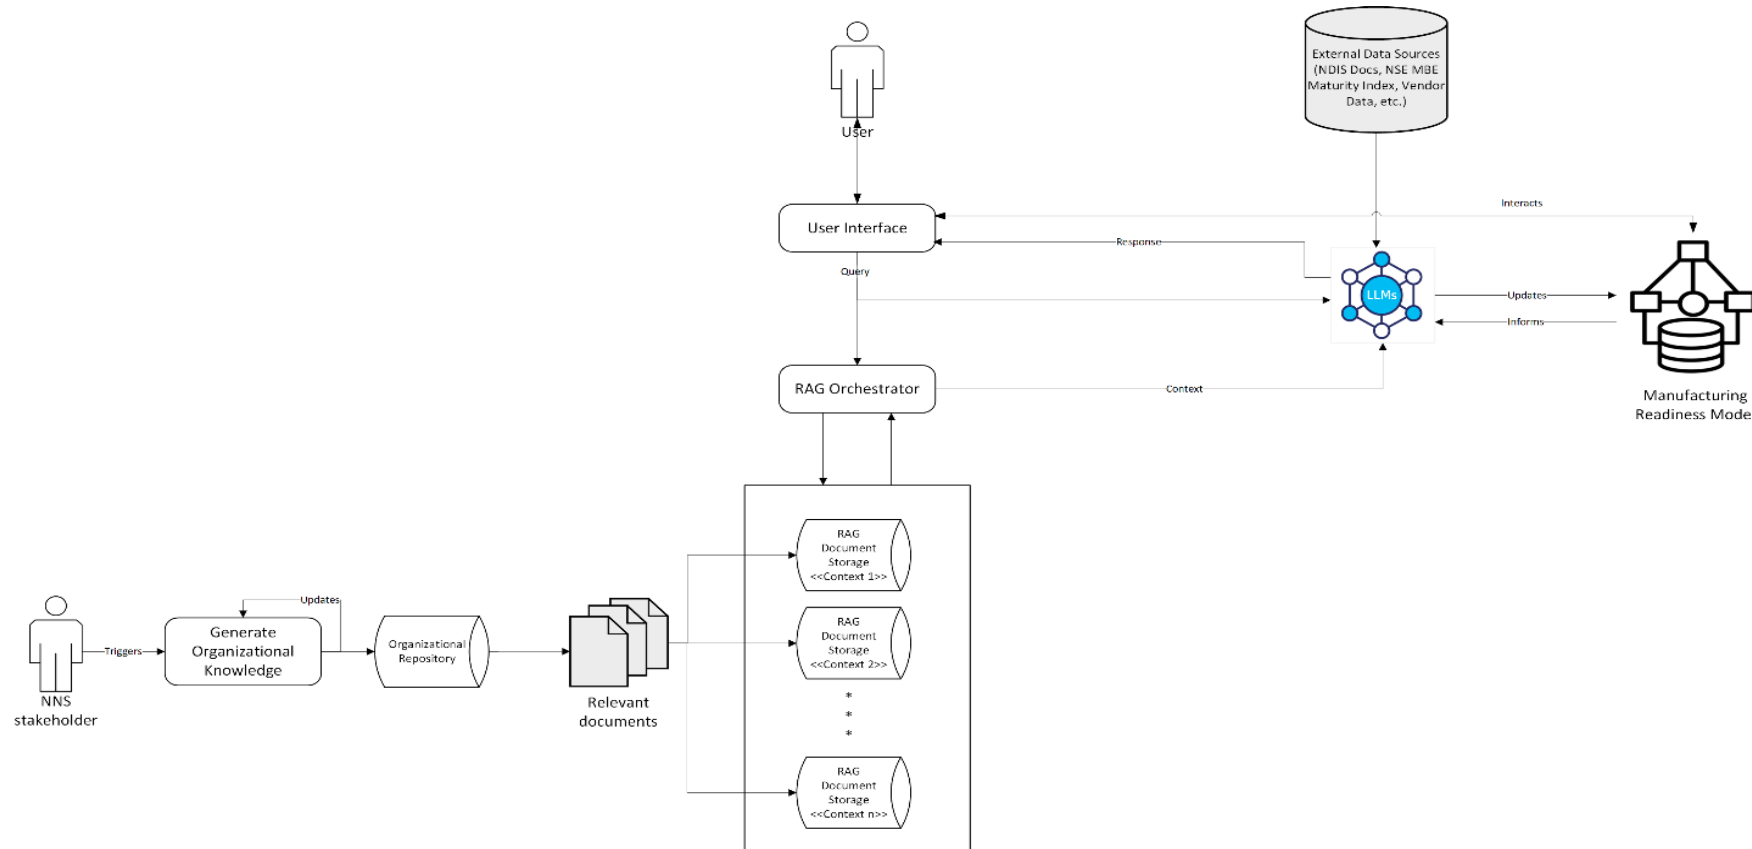 External Data Sources
(NDIS Docs, NSE MBE
Maturity Index, Vendor
Data, etc.)
User
Interacts
User Interface
Response
Query
LLMs
Updates
Informs
RAG Orchestrator
Context
Manufacturing
Readiness Mode
RAG
Document
Storage
<<Context 1>>
Updates
Generate
Organizational
Knowledge
Triggers
Organizational
Repository
RAG
Document
Storage
<<Context 2>>
NNS
stakeholder
Relevant
documents
*
*
*
RAG
Document
Storage
<<Context n>>